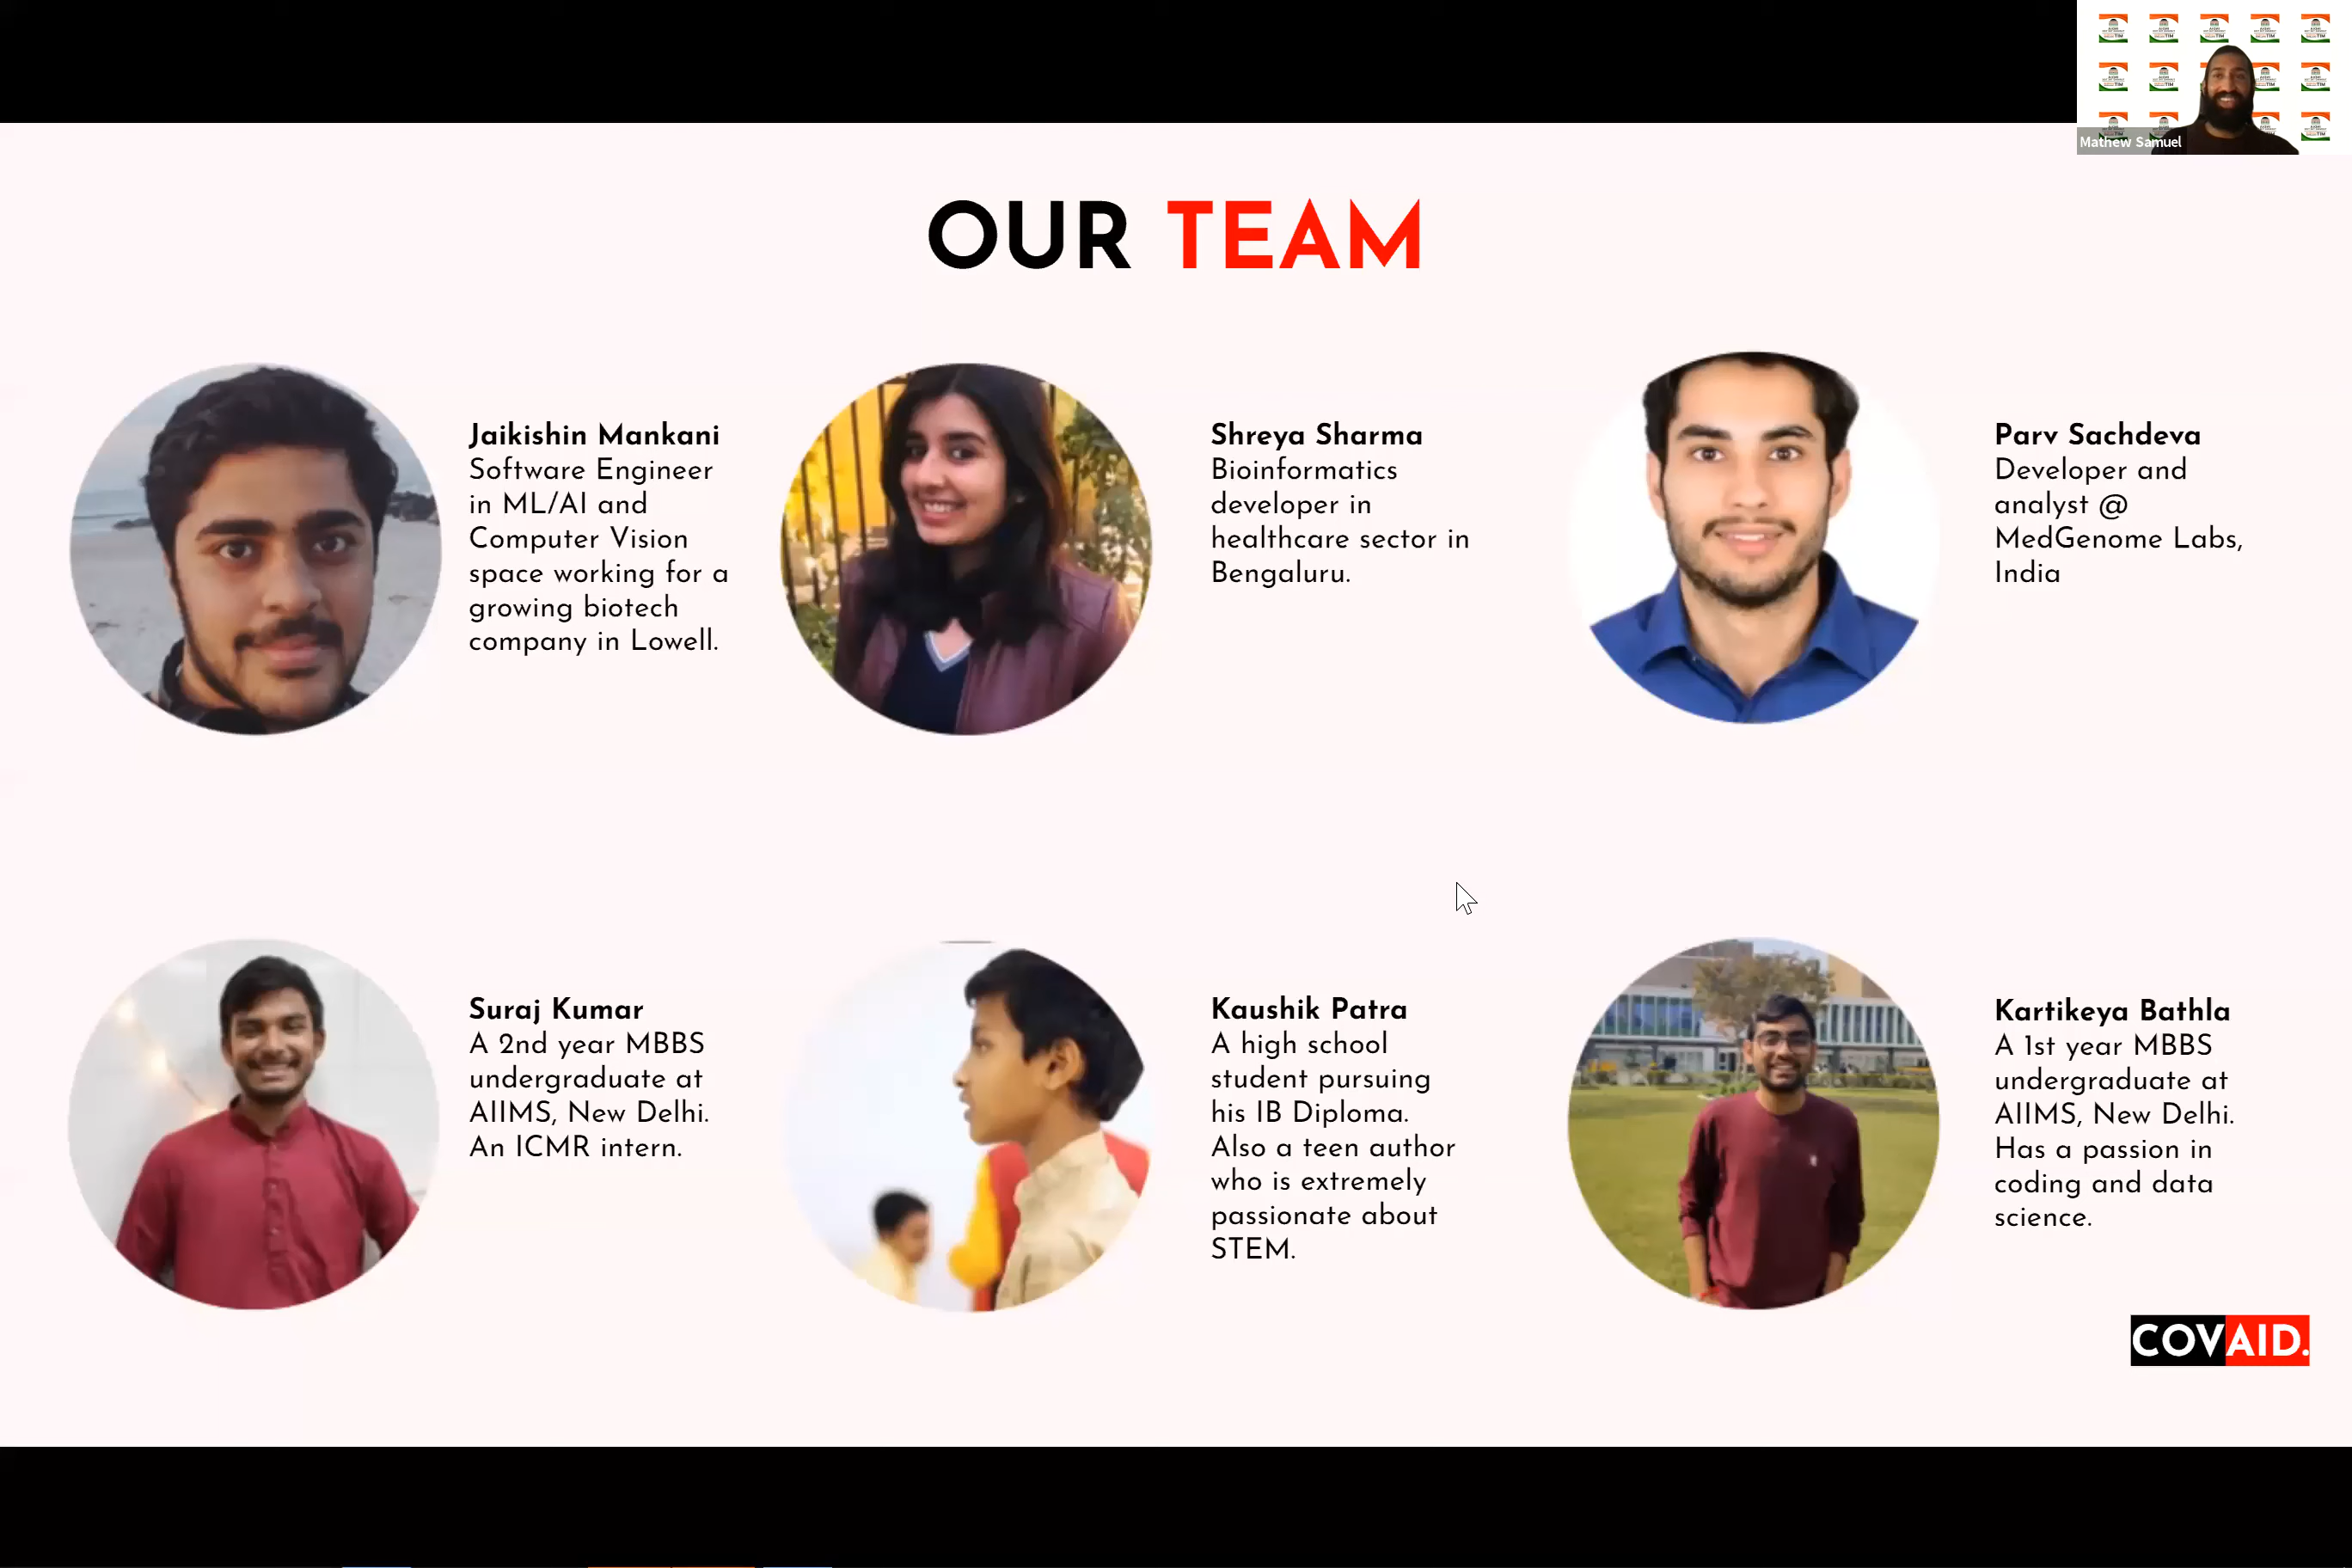 Mathew Samuel
OUR TEAM
Jaikishin Mankani
Software Engineer
in ML/AI and
Computer Vision
space working for a
growing biotech
company in Lowell.
Shreya Sharma
Bioinformatics
developer in
healthcare sector in
Bengaluru.
Parv Sachdeva
Developer and
analyst @
MedGenome Labs,
India
Suraj Kumar
A 2nd year MBBS
undergraduate at
AIIMS, New Delhi.
An ICMR intern.
Kaushik Patra
A high school
student pursuing
his IB Diploma.
Also a teen author
who is extremely
passionate about
STEM.
Kartikeya Bathla
A 1st year MBBS
undergraduate at
AIIMS, New Delhi.
Has a passion in
coding and data
science.
COVAID.